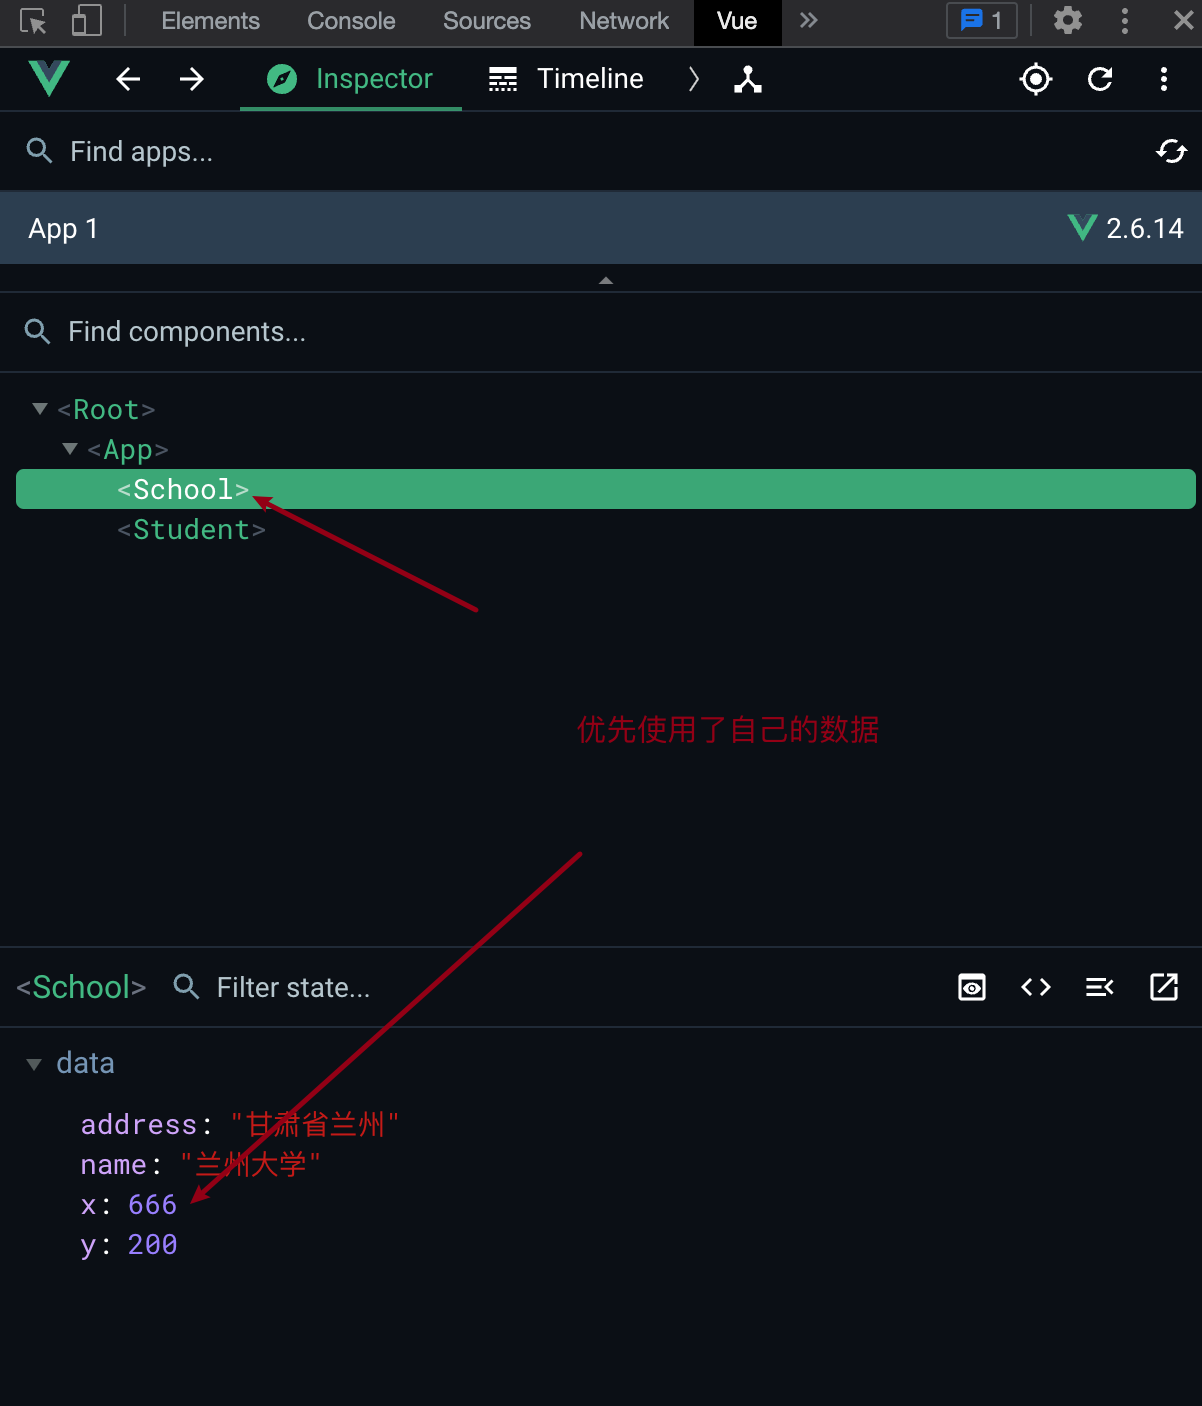 Elements Console Sources Network Vue 1
Inspector Timeline
Find apps...
App 1 2.6.14
Find components...
<Root>
<App>
<School>
<Student>
优先使用了自己的数据
<School> Filter state...
data
address: "甘肃省兰州"
name: "兰州大学"
x: 666
y: 200